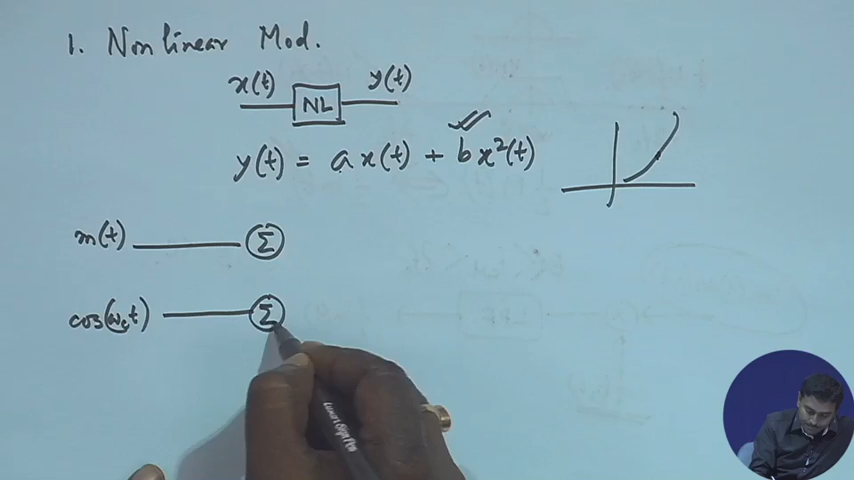 1. Nonlinear Mod.
x(t) NL y(t)
y(t) = a x(t) + b x²(t)
m(t) Σ
cos(ω_c t) Σ